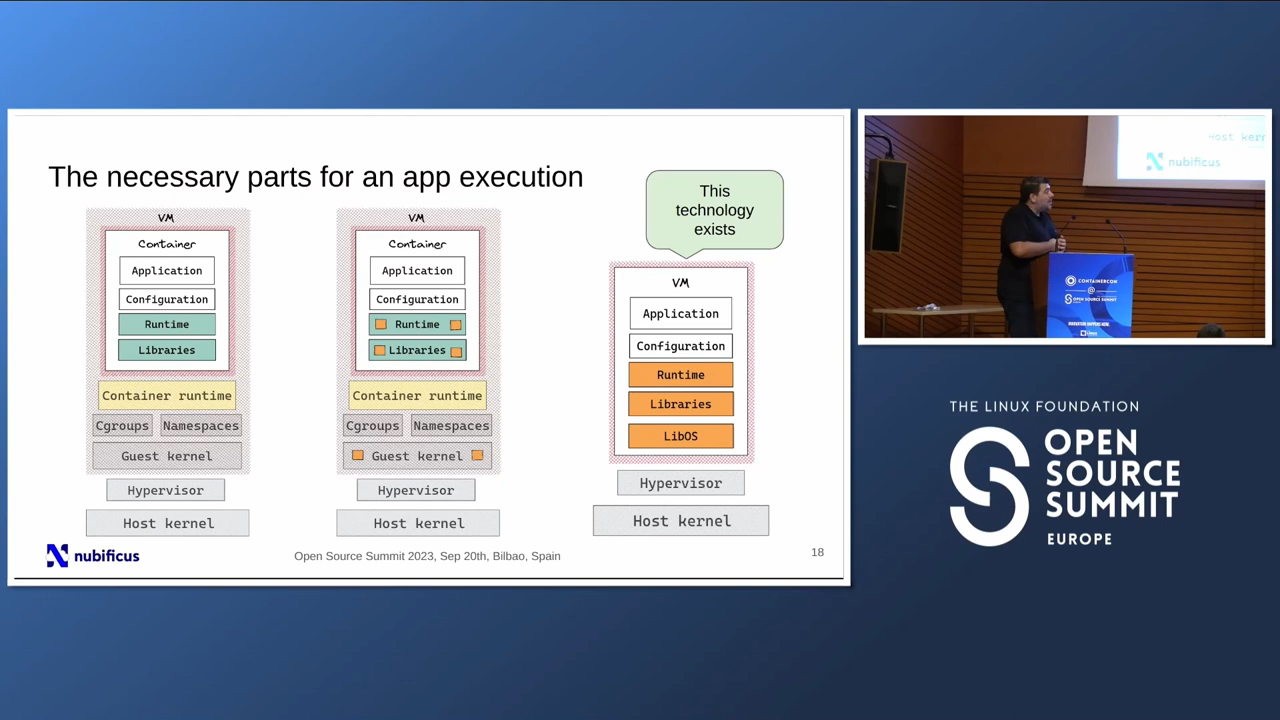 The necessary parts for an app execution
VM
Container
Application
Configuration
Runtime
Libraries
Container runtime
Cgroups Namespaces
Guest kernel
Hypervisor
Host kernel
VM
Container
Application
Configuration
Runtime
Libraries
Container runtime
Cgroups Namespaces
Guest kernel
Hypervisor
Host kernel
This
technology
exists
VM
Application
Configuration
Runtime
Libraries
LibOS
Hypervisor
Host kernel
nubificus
Open Source Summit 2023, Sep 20th, Bilbao, Spain
18
Host kern
nubificus
CONTAINERCON
@
OPEN SOURCE SUMMIT
THE LINUX FOUNDATION
OPEN
SOURCE
SUMMIT
EUROPE